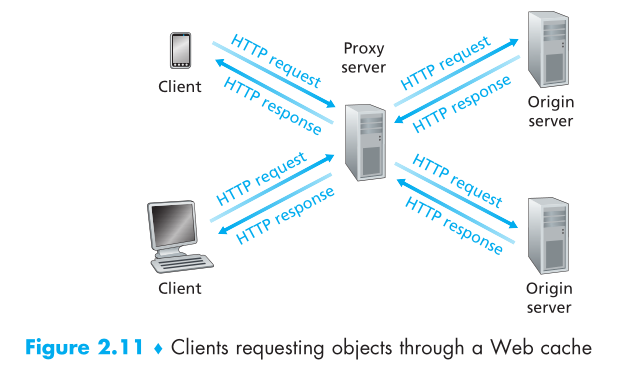 HTTP request
HTTP response
Client
Proxy
server
HTTP request
HTTP response
Origin
server
HTTP request
HTTP response
Client
HTTP request
HTTP response
Origin
server
Figure 2.11 ♦ Clients requesting objects through a Web cache